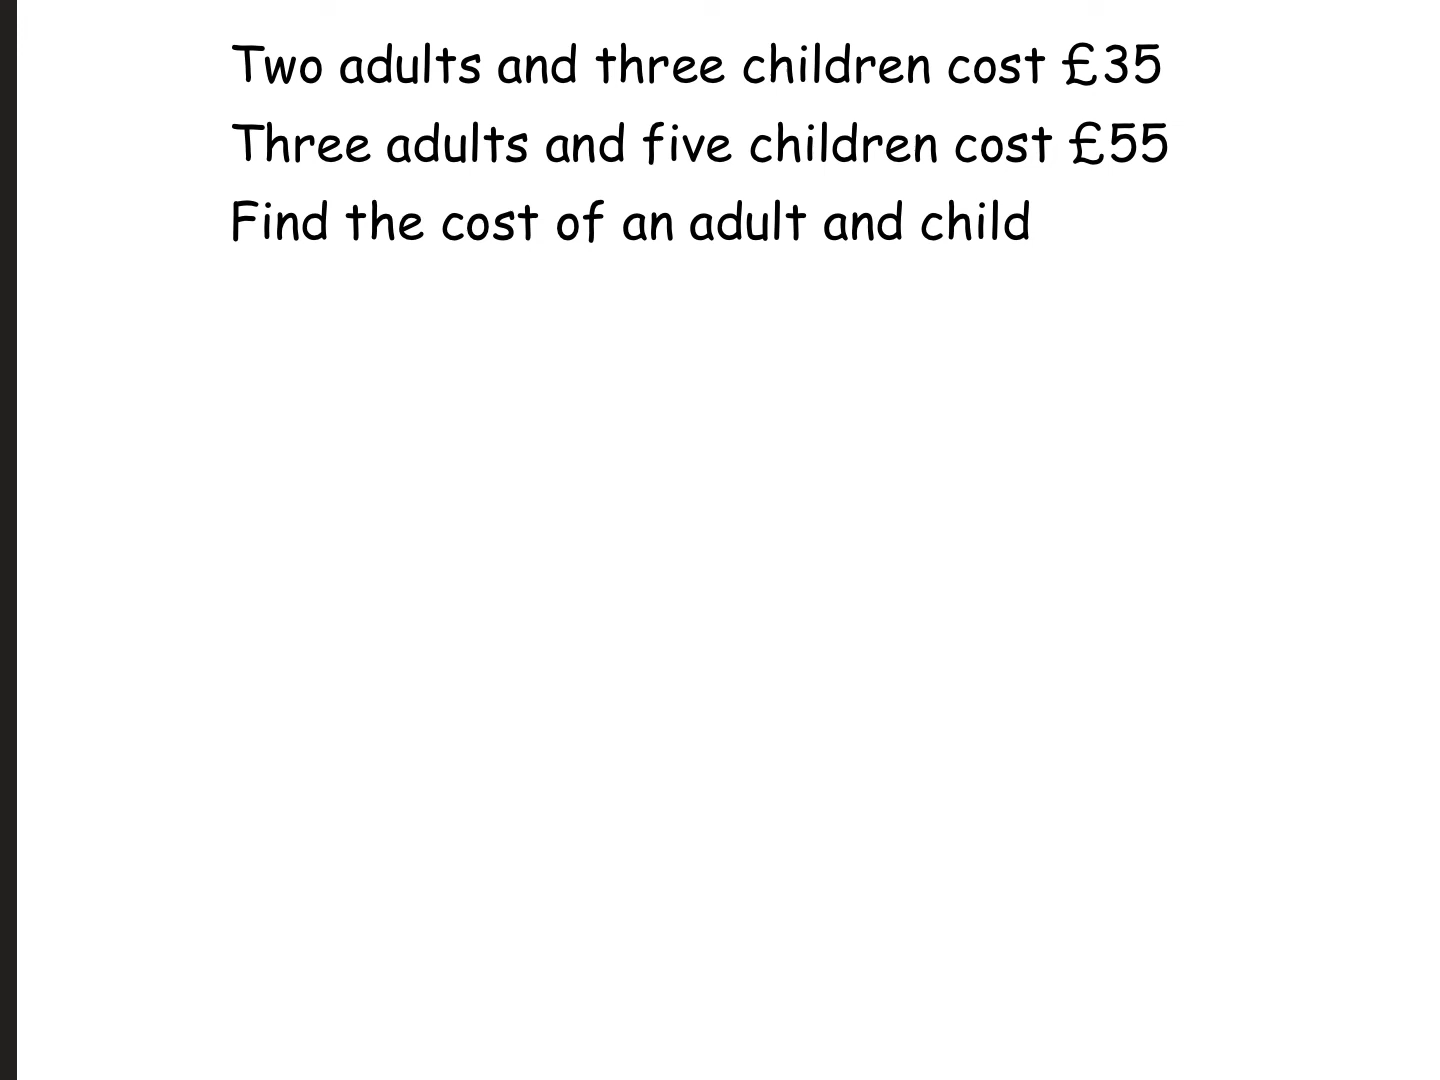 Two adults and three children cost £35
Three adults and five children cost £55
Find the cost of an adult and child